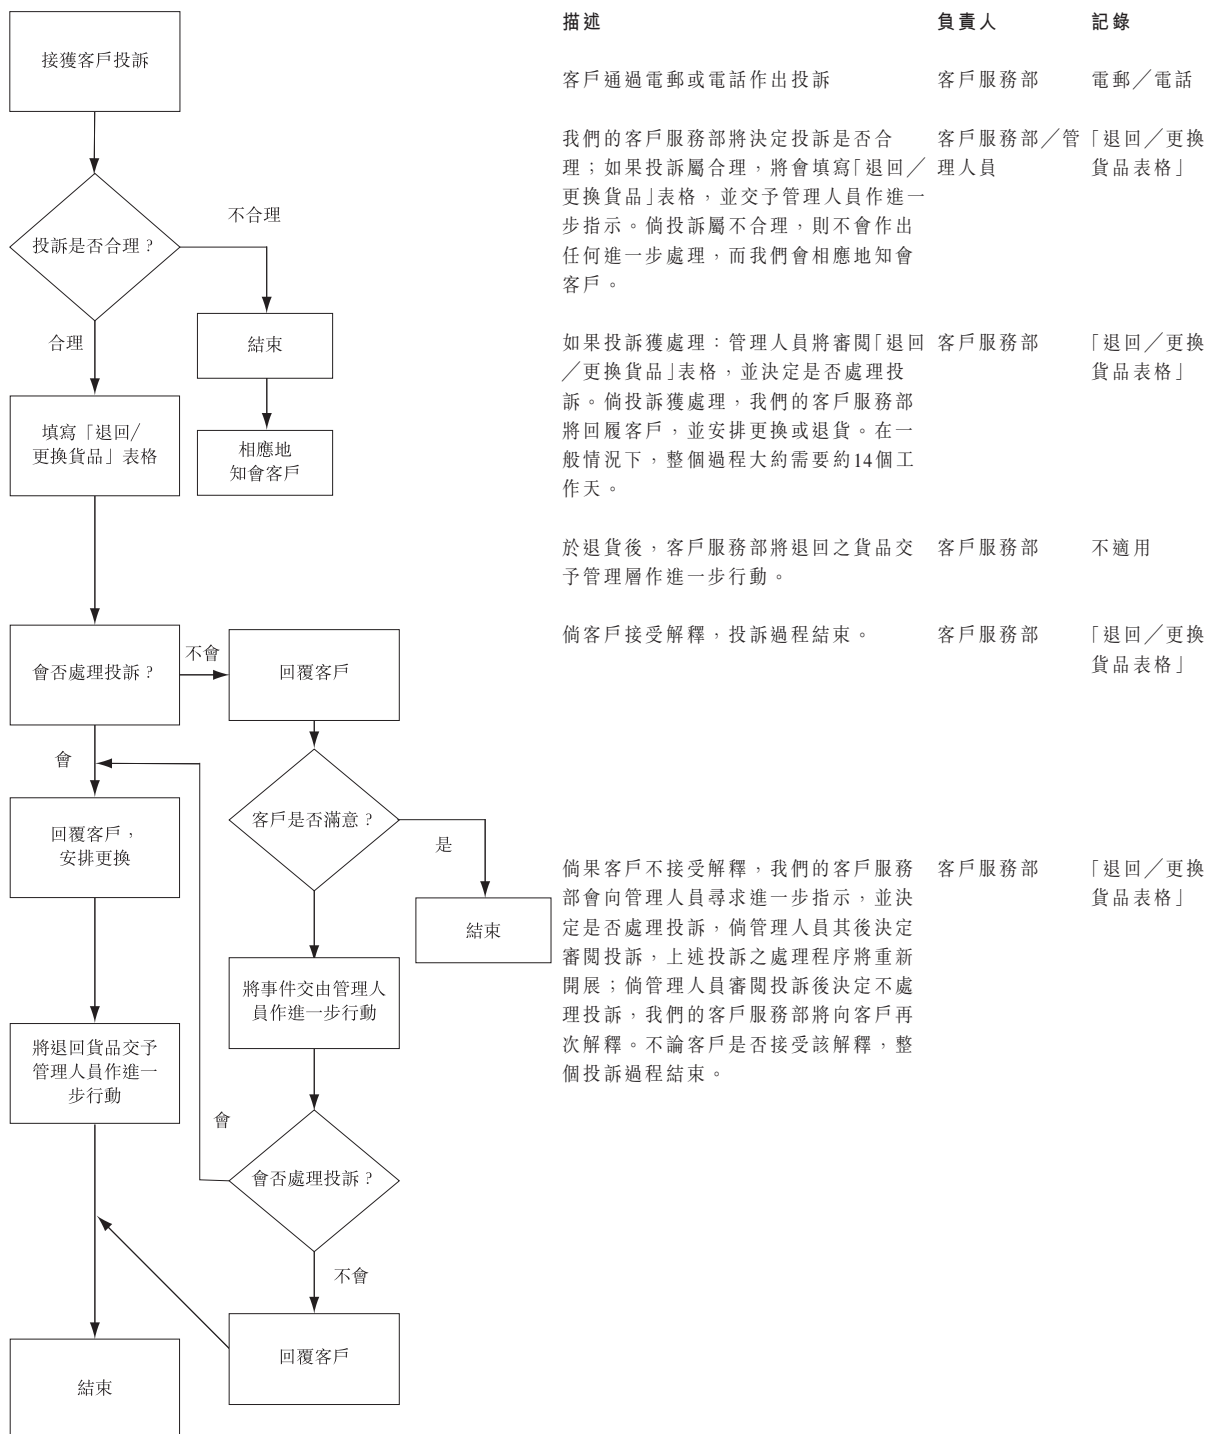 接獲客戶投訴
投訴是否合理？
不合理
合理
結束
相應地
知會客戶
填寫「退回/
更換貨品」表格
會否處理投訴？
不會
回覆客戶
會
客戶是否滿意？
是
結束
回覆客戶，
安排更換
將事件交由管理人
員作進一步行動
將退回貨品交予
管理人員作進一
步行動
會
會否處理投訴？
不會
回覆客戶
結束
描述
負責人
記錄
客戶通過電郵或電話作出投訴
客戶服務部
電郵／電話
我們的客戶服務部將決定投訴是否合
理；如果投訴屬合理，將會填寫「退回／
更換貨品」表格，並交予管理人員作進一
步指示。倘投訴屬不合理，則不會作出
任何進一步處理，而我們會相應地知會
客戶。
客戶服務部／管
理人員
「退回／更換
貨品表格」
如果投訴獲處理：管理人員將審閱「退回
／更換貨品」表格，並決定是否處理投
訴。倘投訴獲處理，我們的客戶服務部
將回履客戶，並安排更換或退貨。在一
般情況下，整個過程大約需要約14個工
作天。
客戶服務部
「退回／更換
貨品表格」
於退貨後，客戶服務部將退回之貨品交
予管理層作進一步行動。
客戶服務部
不適用
倘客戶接受解釋，投訴過程結束。
客戶服務部
「退回／更換
貨品表格」
倘果客戶不接受解釋，我們的客戶服務
部會向管理人員尋求進一步指示，並決
定是否處理投訴，倘管理人員其後決定
審閱投訴，上述投訴之處理程序將重新
開展；倘管理人員審閱投訴後決定不處
理投訴，我們的客戶服務部將向客戶再
次解釋。不論客戶是否接受該解釋，整
個投訴過程結束。
客戶服務部
「退回／更換
貨品表格」